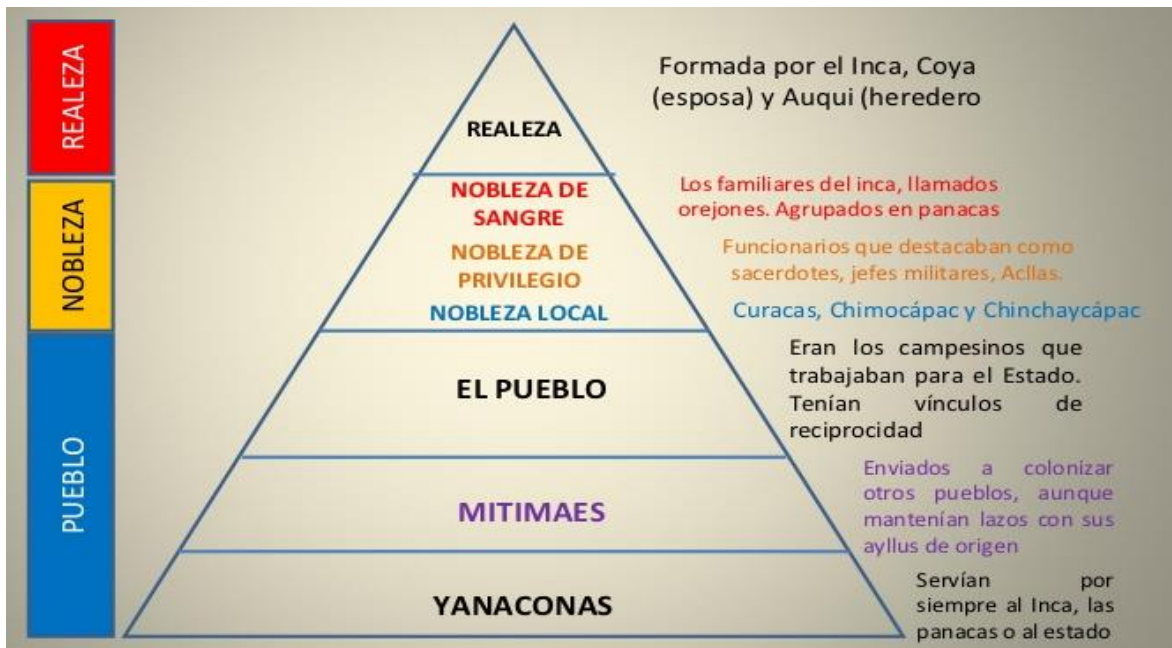 REALEZA
NOBLEZA
PUEBLO
REALEZA
Formada por el Inca, Coya
(esposa) y Auqui (heredero
NOBLEZA DE
SANGRE
Los familiares del inca, llamados
orejones. Agrupados en panacas
NOBLEZA DE
PRIVILEGIO
Funcionarios que destacaban como
sacerdotes, jefes militares, Acllas.
NOBLEZA LOCAL
Curacas, Chimocápac y Chinchaycápac
EL PUEBLO
Eran los campesinos que
trabajaban para el Estado.
Tenían vínculos de
reciprocidad
MITIMAES
Enviados a colonizar
otros pueblos, aunque
mantenían lazos con sus
ayllus de origen
YANACONAS
Servían por
siempre al Inca, las
panacas o al estado